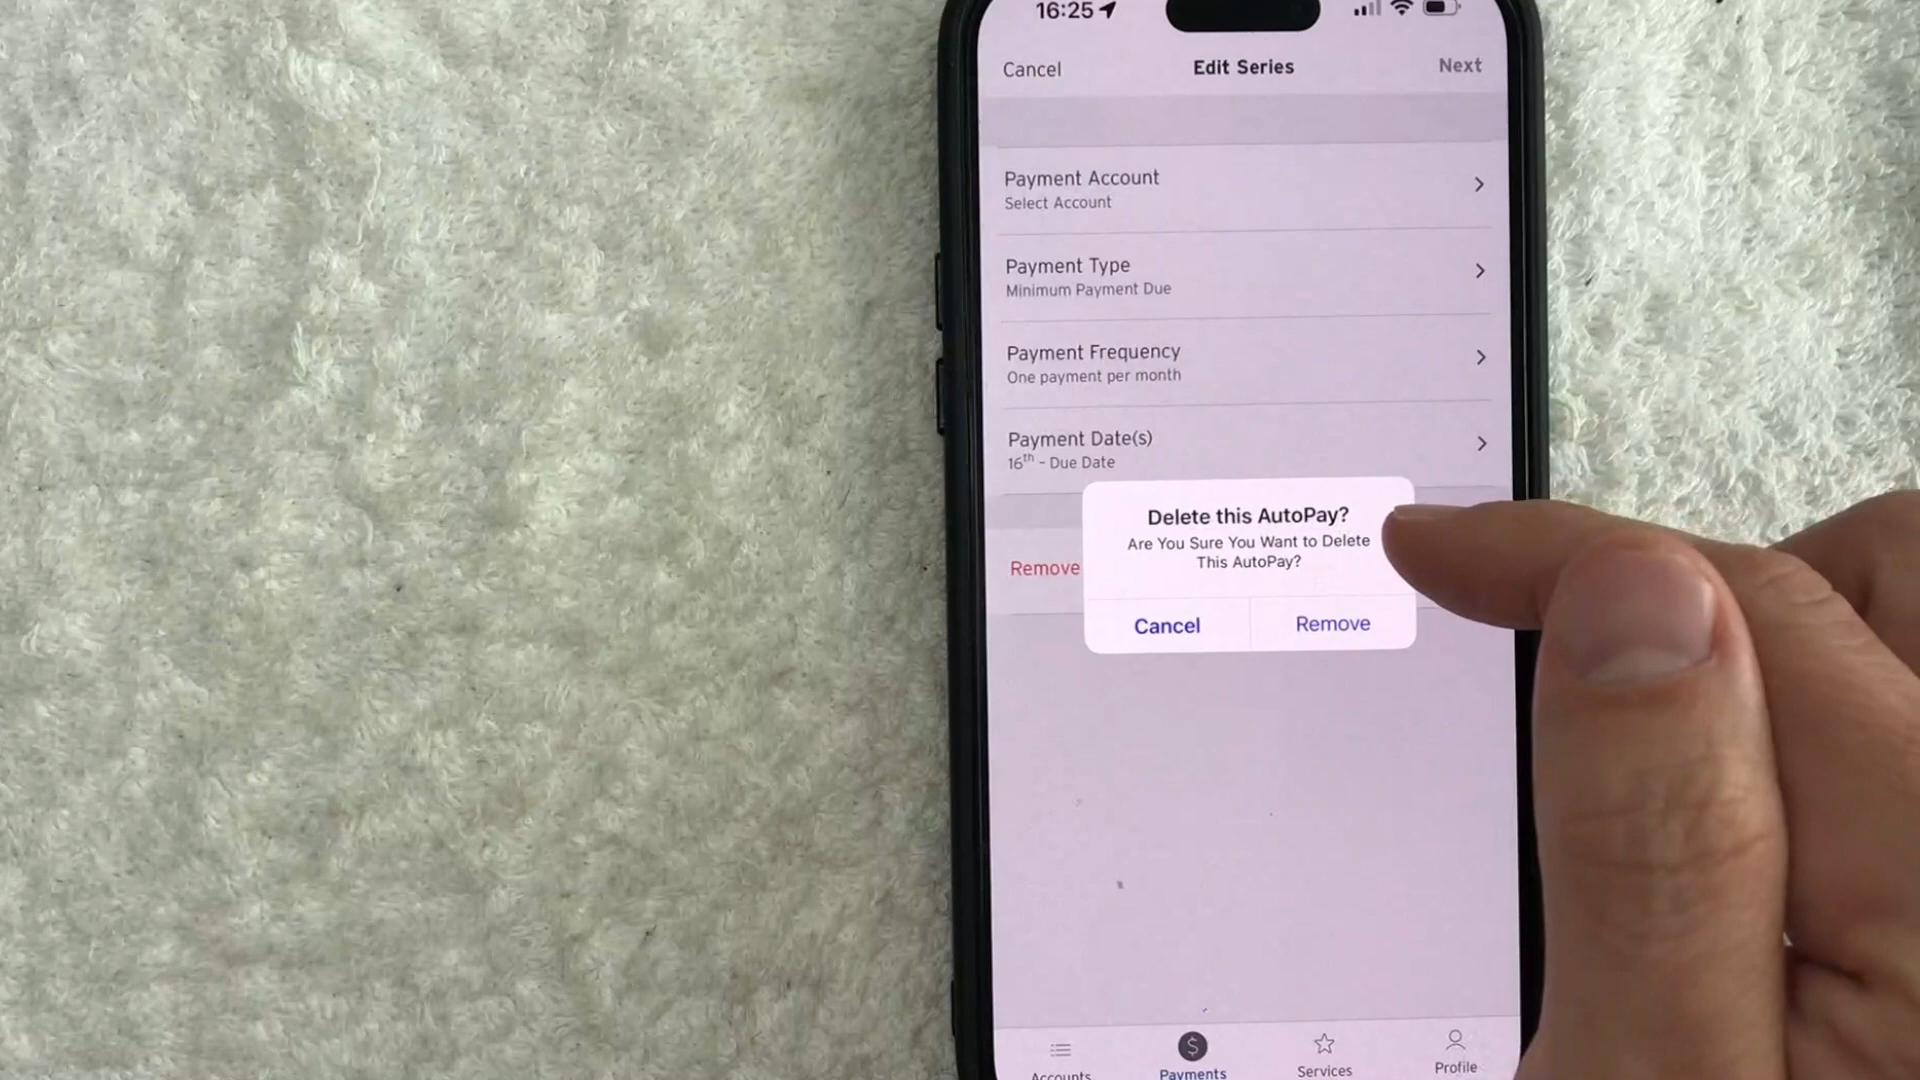 16:25
Cancel Edit Series Next
Payment Account
Select Account
Payment Type
Minimum Payment Due
Payment Frequency
One payment per month
Payment Date(s)
16th - Due Date
Delete this AutoPay?
Are You Sure You Want to Delete
This AutoPay?
Remove
Cancel Remove
Accounts Payments Services Profile